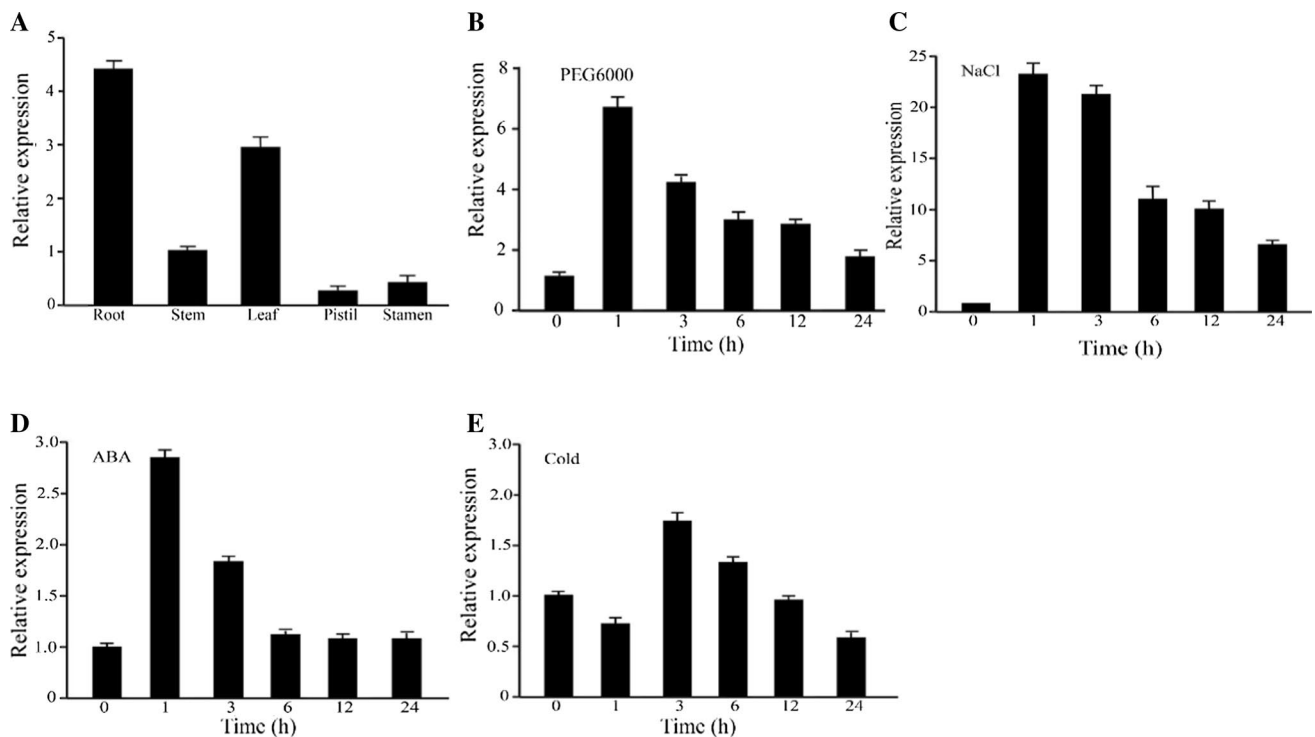 A
Relative expression
5
4
3
2
1
0
Root Stem Leaf Pistil Stamen
B
PEG6000
Relative expression
8
6
4
2
0
0 1 3 6 12 24
Time (h)
C
NaCl
Relative expression
25
20
15
10
5
0
0 1 3 6 12 24
Time (h)
D
ABA
Relative expression
3.0
2.5
2.0
1.5
1.0
0
0 1 3 6 12 24
Time (h)
E
Cold
Relative expression
3.0
2.0
1.5
1.0
0.5
0
0 1 3 6 12 24
Time (h)